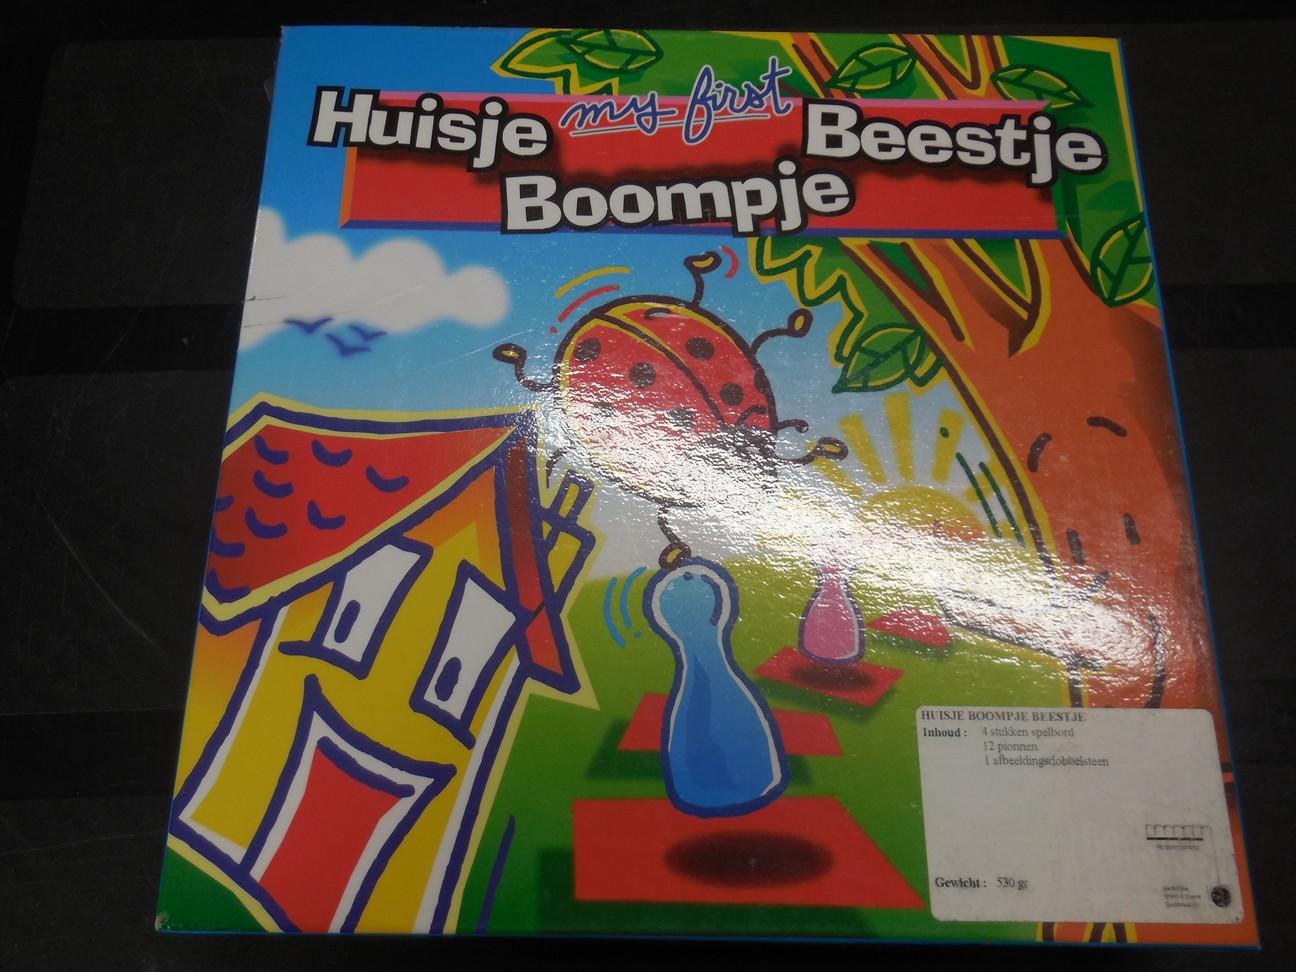 my first
Huisje Beestje
Boompje
HUISJE BOOMPJE BEESTJE
Inhoud : 4 stukken spelbord
12 pionnen
1 afbeeldingsdobbelsteen
Gewicht : 530 gr